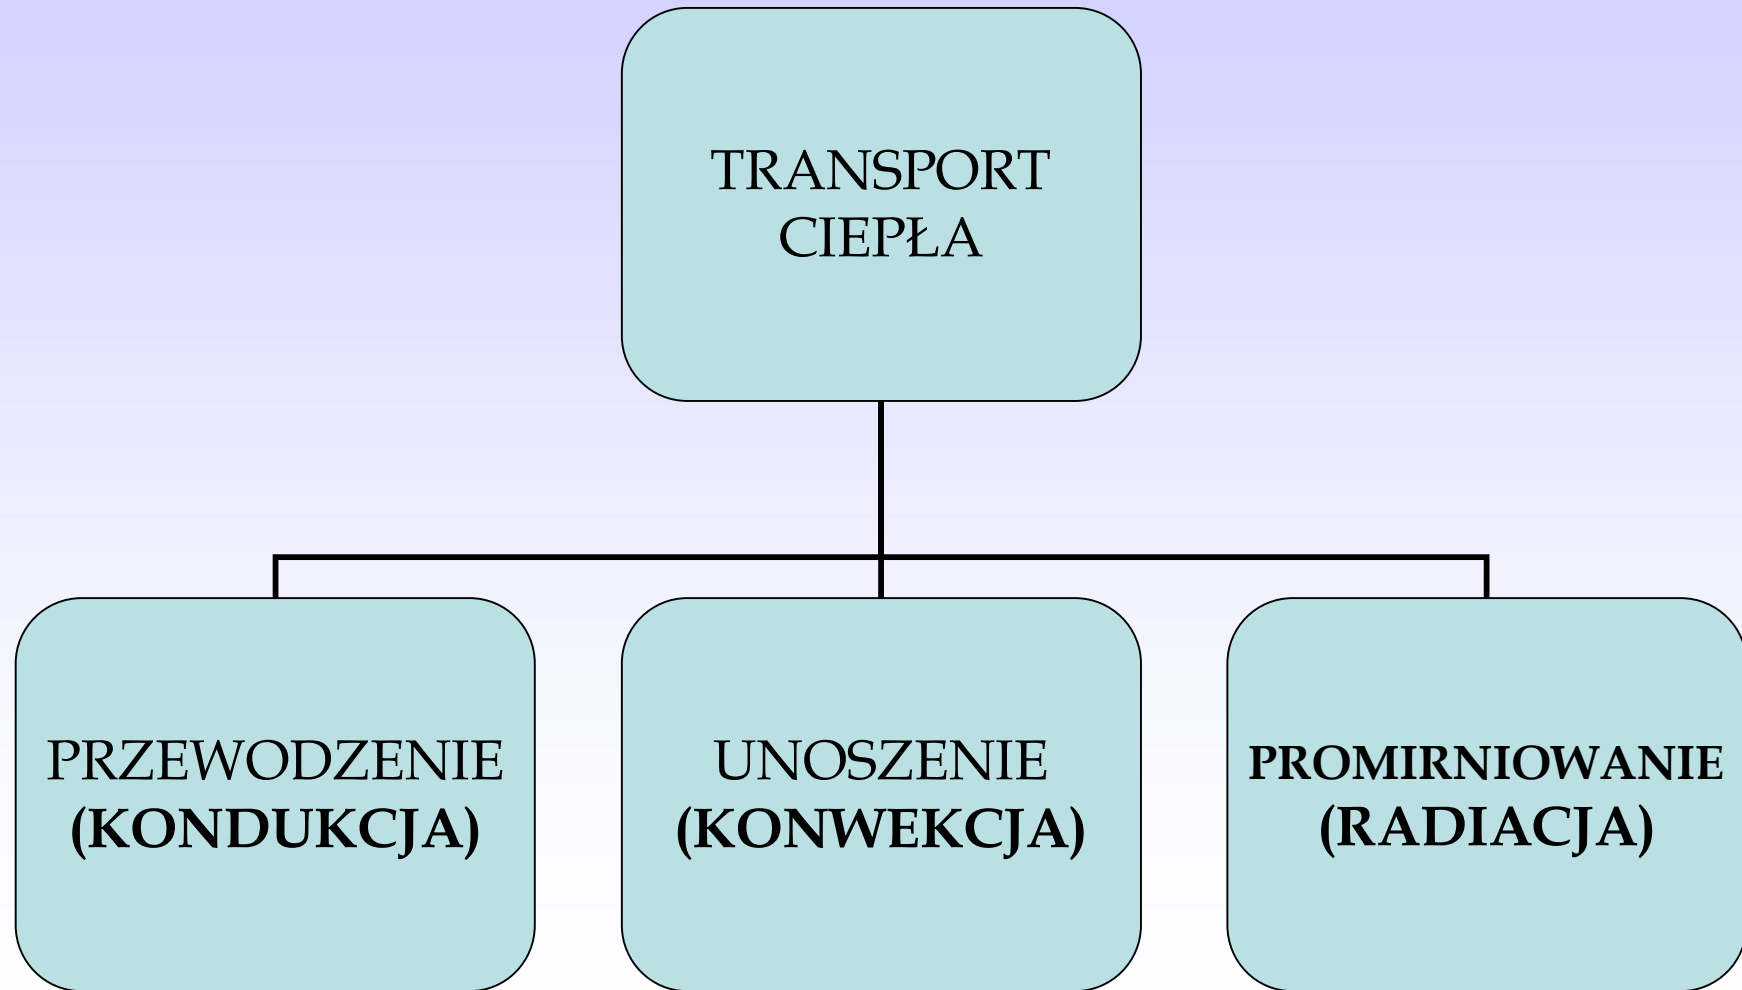 TRANSPORT
CIEPŁA
PRZEWODZENIE
(KONDUKCJA)
UNOSZENIE
(KONWEKCJA)
PROMIRNIOWANIE
(RADIACJA)